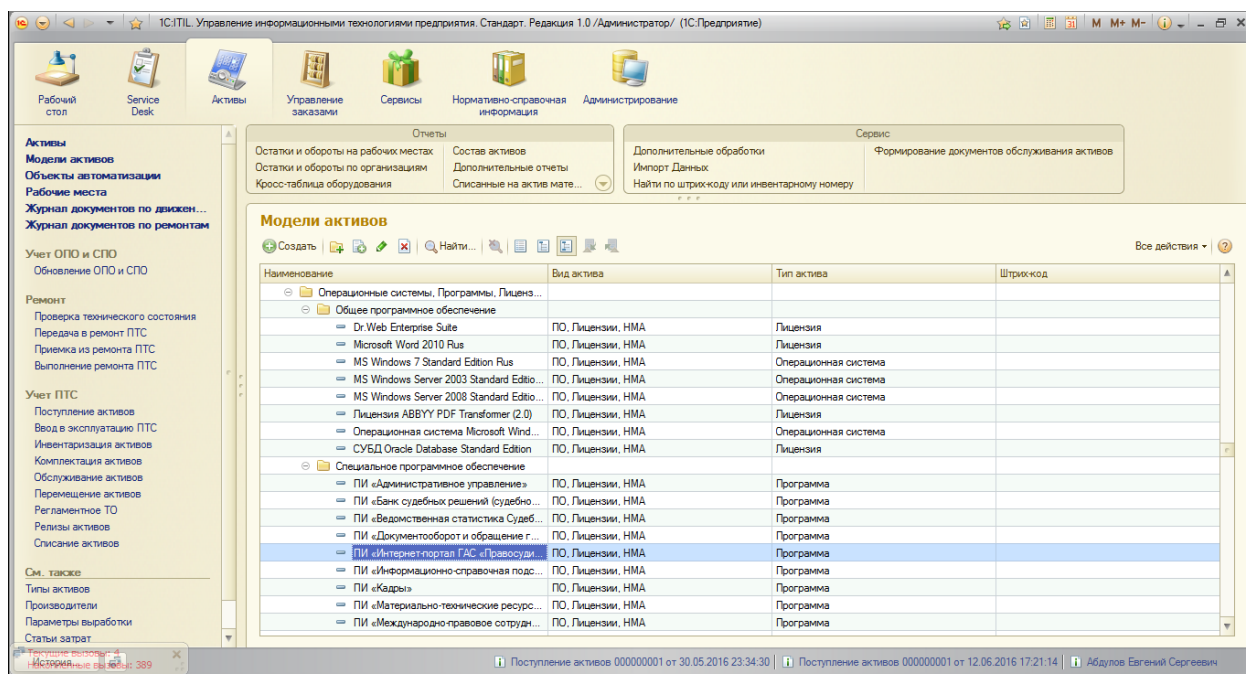 1С:ITIL. Управление информационными технологиями предприятия. Стандарт. Редакция 1.0 /Администратор/ (1С:Предприятие)
M M+ M-
Рабочий стол
Service Desk
Активы
Управление заказами
Сервисы
Нормативно-справочная информация
Администрирование
Активы
Модели активов
Объекты автоматизации
Рабочие места
Журнал документов по движен...
Журнал документов по ремонтам
Учет ОПО и СПО
Обновление ОПО и СПО
Ремонт
Проверка технического состояния
Передача в ремонт ПТС
Приемка из ремонта ПТС
Выполнение ремонта ПТС
Учет ПТС
Поступление активов
Ввод в эксплуатацию ПТС
Инвентаризация активов
Комплектация активов
Обслуживание активов
Перемещение активов
Регламентное ТО
Релизы активов
Списание активов
См. также
Типы активов
Производители
Параметры выработки
Статьи затрат
Отчеты
Остатки и обороты на рабочих местах
Остатки и обороты по организациям
Кросс-таблица оборудования
Состав активов
Дополнительные отчеты
Списанные на актив мате...
Сервис
Дополнительные обработки
Импорт Данных
Найти по штрих-коду или инвентарному номеру
Формирование документов обслуживания активов
Модели активов
Создать Найти... Все действия
Наименование Вид актива Тип актива Штрих-код
Операционные системы, Программы, Лиценз...
Общее программное обеспечение
Dr.Web Enterprise Suite ПО, Лицензии, НМА Лицензия
Microsoft Word 2010 Rus ПО, Лицензии, НМА Лицензия
MS Windows 7 Standard Edition Rus ПО, Лицензии, НМА Операционная система
MS Windows Server 2003 Standard Editio... ПО, Лицензии, НМА Операционная система
MS Windows Server 2008 Standard Editio... ПО, Лицензии, НМА Операционная система
Лицензия ABBYY PDF Transformer (2.0) ПО, Лицензии, НМА Лицензия
Операционная система Microsoft Wind... ПО, Лицензии, НМА Операционная система
СУБД Oracle Database Standard Edition ПО, Лицензии, НМА Лицензия
Специальное программное обеспечение
ПИ «Административное управление» ПО, Лицензии, НМА Программа
ПИ «Банк судебных решений (судебно... ПО, Лицензии, НМА Программа
ПИ «Ведомственная статистика Судеб... ПО, Лицензии, НМА Программа
ПИ «Документооборот и обращение г... ПО, Лицензии, НМА Программа
ПИ «Интернет-портал ГАС «Правосуди... ПО, Лицензии, НМА Программа
ПИ «Информационно-справочная подс... ПО, Лицензии, НМА Программа
ПИ «Кадры» ПО, Лицензии, НМА Программа
ПИ «Материально-технические ресурс... ПО, Лицензии, НМА Программа
ПИ «Международно-правовое сотрудн... ПО, Лицензии, НМА Программа
Текущие вызовы: 4
Накопленные вызовы: 389
История...
Поступление активов 000000001 от 30.05.2016 23:34:30
Поступление активов 000000001 от 12.06.2016 17:21:14
Абдулов Евгений Сергеевич